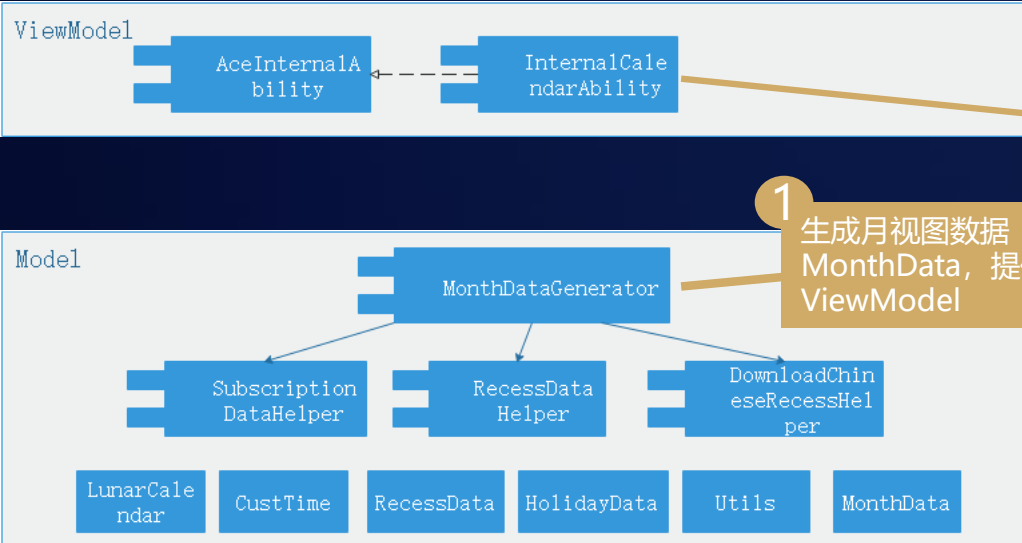 ViewModel
AceInternalA
bility
InternalCale
ndarAbility
1
生成月视图数据
MonthData，提
ViewModel
Model
MonthDataGenerator
Subscription
DataHelper
RecessData
Helper
DownloadChin
eseRecessHel
per
LunarCale
ndar
CustTime
RecessData
HolidayData
Utils
MonthData